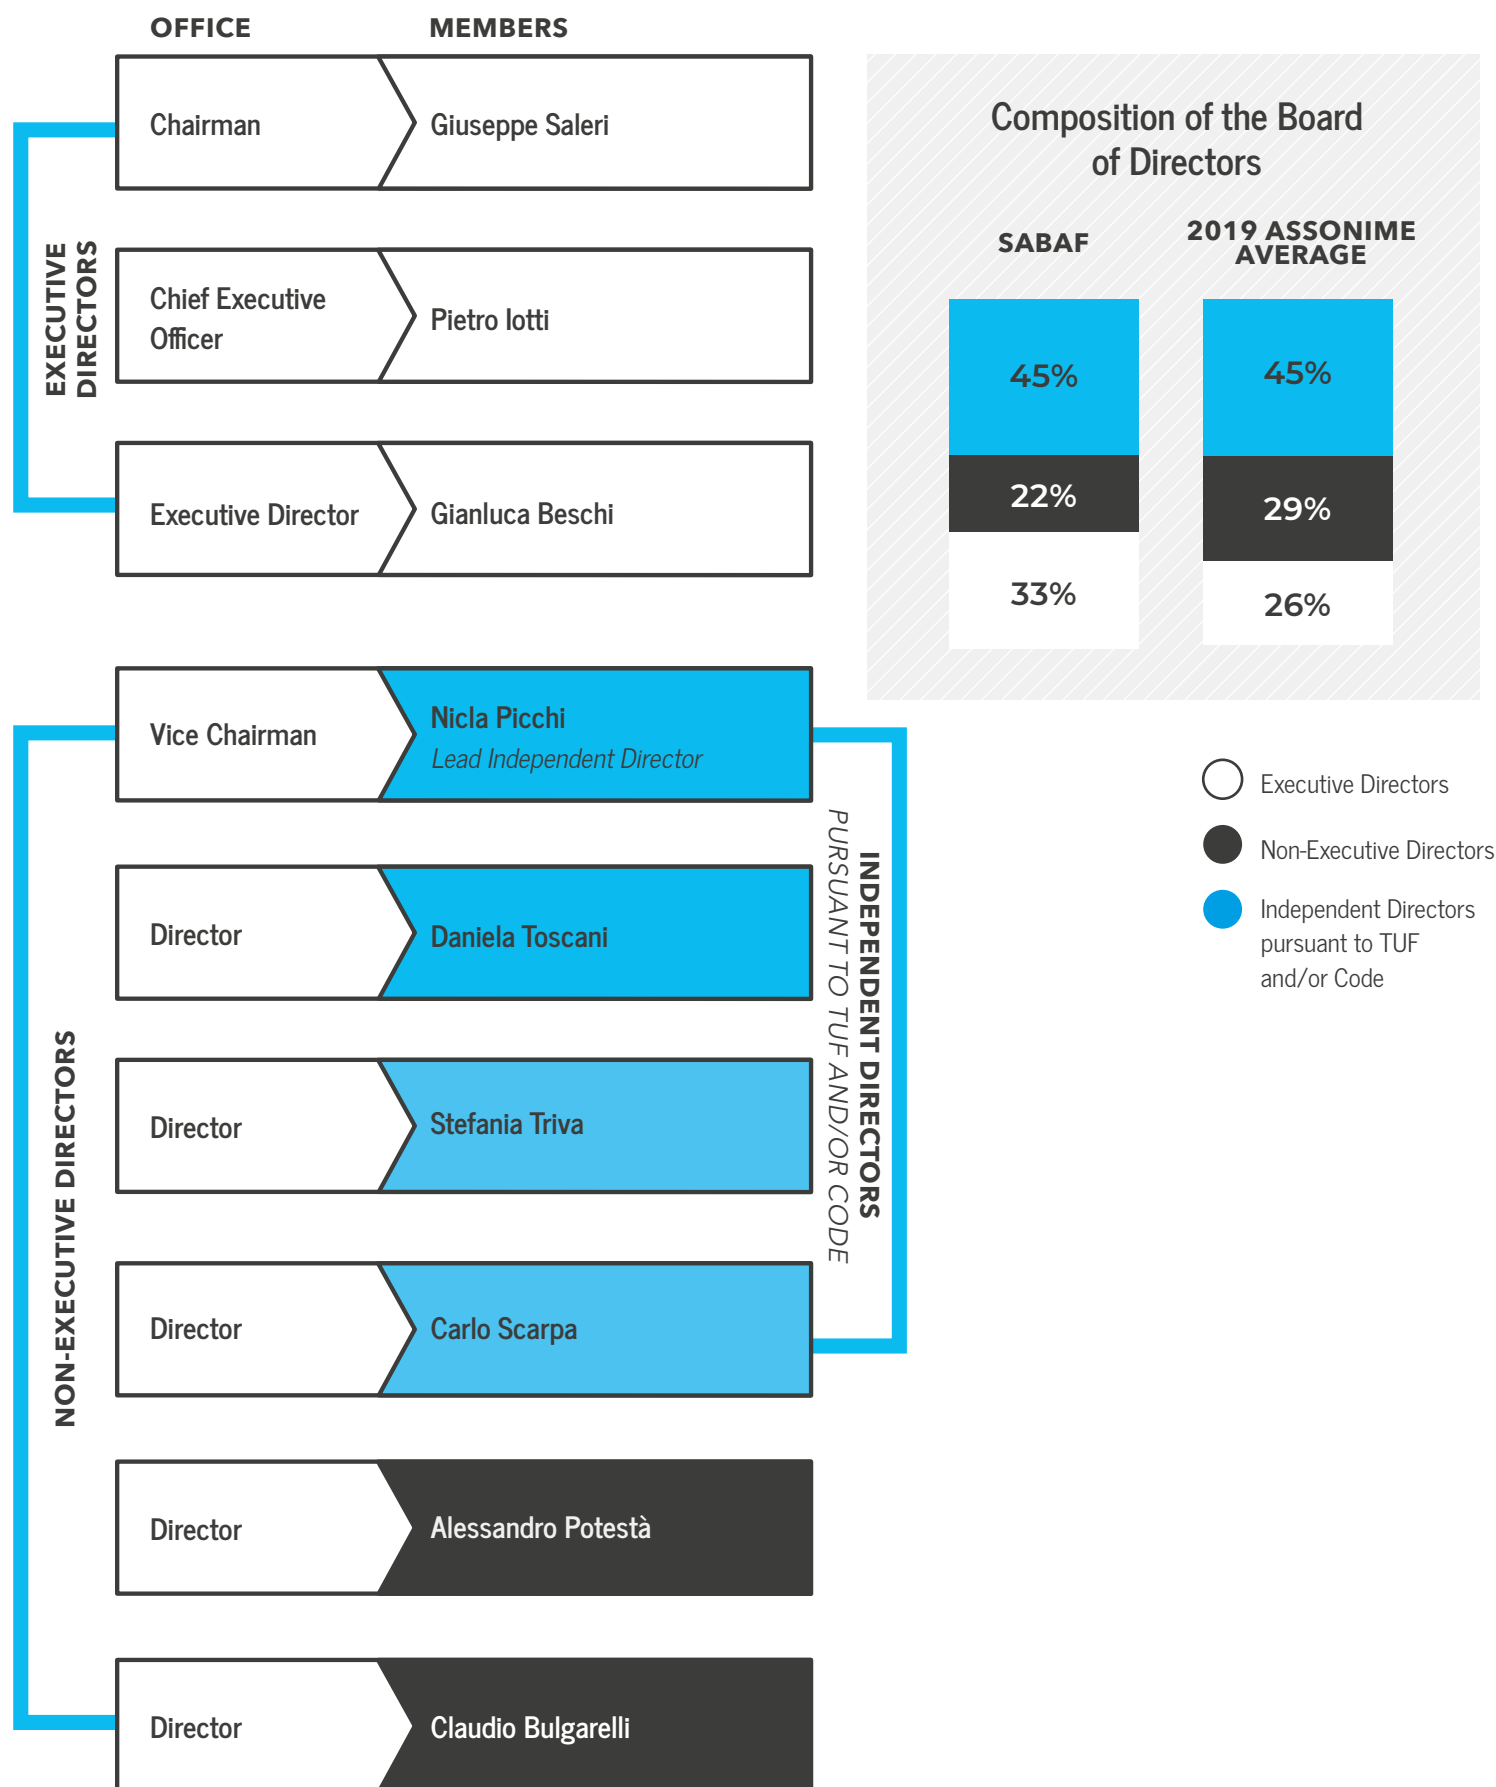 OFFICE
MEMBERS
Chairman
Giuseppe Saleri
Chief Executive
Officer
Pietro Iotti
Executive Director
Gianluca Beschi
EXECUTIVE
DIRECTORS
Vice Chairman
Nicla Picchi
Lead Independent Director
Director
Daniela Toscani
Director
Stefania Triva
Director
Carlo Scarpa
Director
Alessandro Potestà
Director
Claudio Bulgarelli
NON-EXECUTIVE DIRECTORS
INDEPENDENT DIRECTORS
PURSUANT TO TUF AND/OR CODE
Composition of the Board
of Directors
SABAF
45%
22%
33%
2019 ASSONIME
AVERAGE
45%
29%
26%
Executive Directors
Non-Executive Directors
Independent Directors
pursuant to TUF
and/or Code